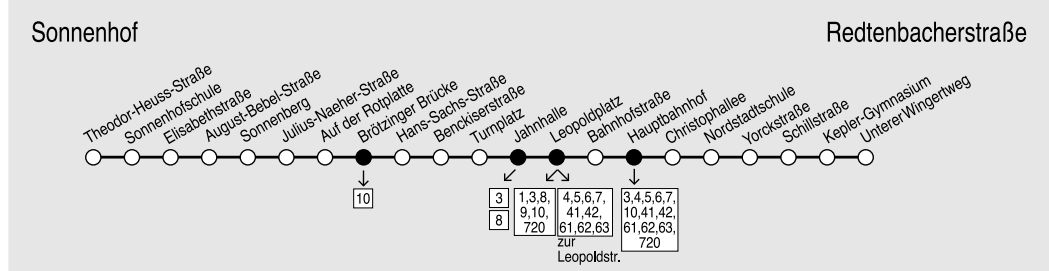 Sonnenhof
Redtenbacherstraße
Theodor-Heuss-Straße
Sonnenhofschule
Elisabethstraße
August-Bebel-Straße
Sonnenberg
Julius-Naeher-Straße
Auf der Rotplatte
Brötzinger Brücke
Hans-Sachs-Straße
Benckiserstraße
Turnplatz
Jahnhalle
Leopoldplatz
Bahnhofstraße
Hauptbahnhof
Christophallee
Nordstadtschule
Yorckstraße
Schillstraße
Kepler-Gymnasium
Unterer Wingertweg
10
3
8
1,3,8,
9,10,
720
4,5,6,7,
41,42,
61,62,63
zur
Leopoldstr.
3,4,5,6,7,
10,41,42,
61,62,63,
720